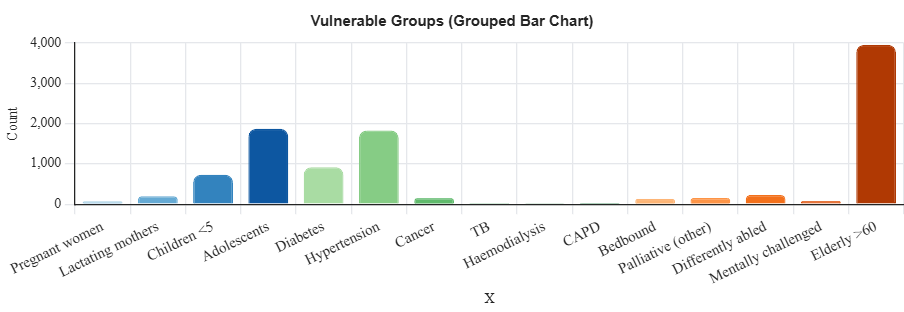 Vulnerable Groups (Grouped Bar Chart)
4,000
3,000
2,000
1,000
0
Count
Pregnant women
Lactating mothers
Children <5
Adolescents
Diabetes
Hypertension
Cancer
TB
Haemodialysis
CAPD
Bedbound
Palliative (other)
Differently abled
Mentally challenged
Elderly >60
X